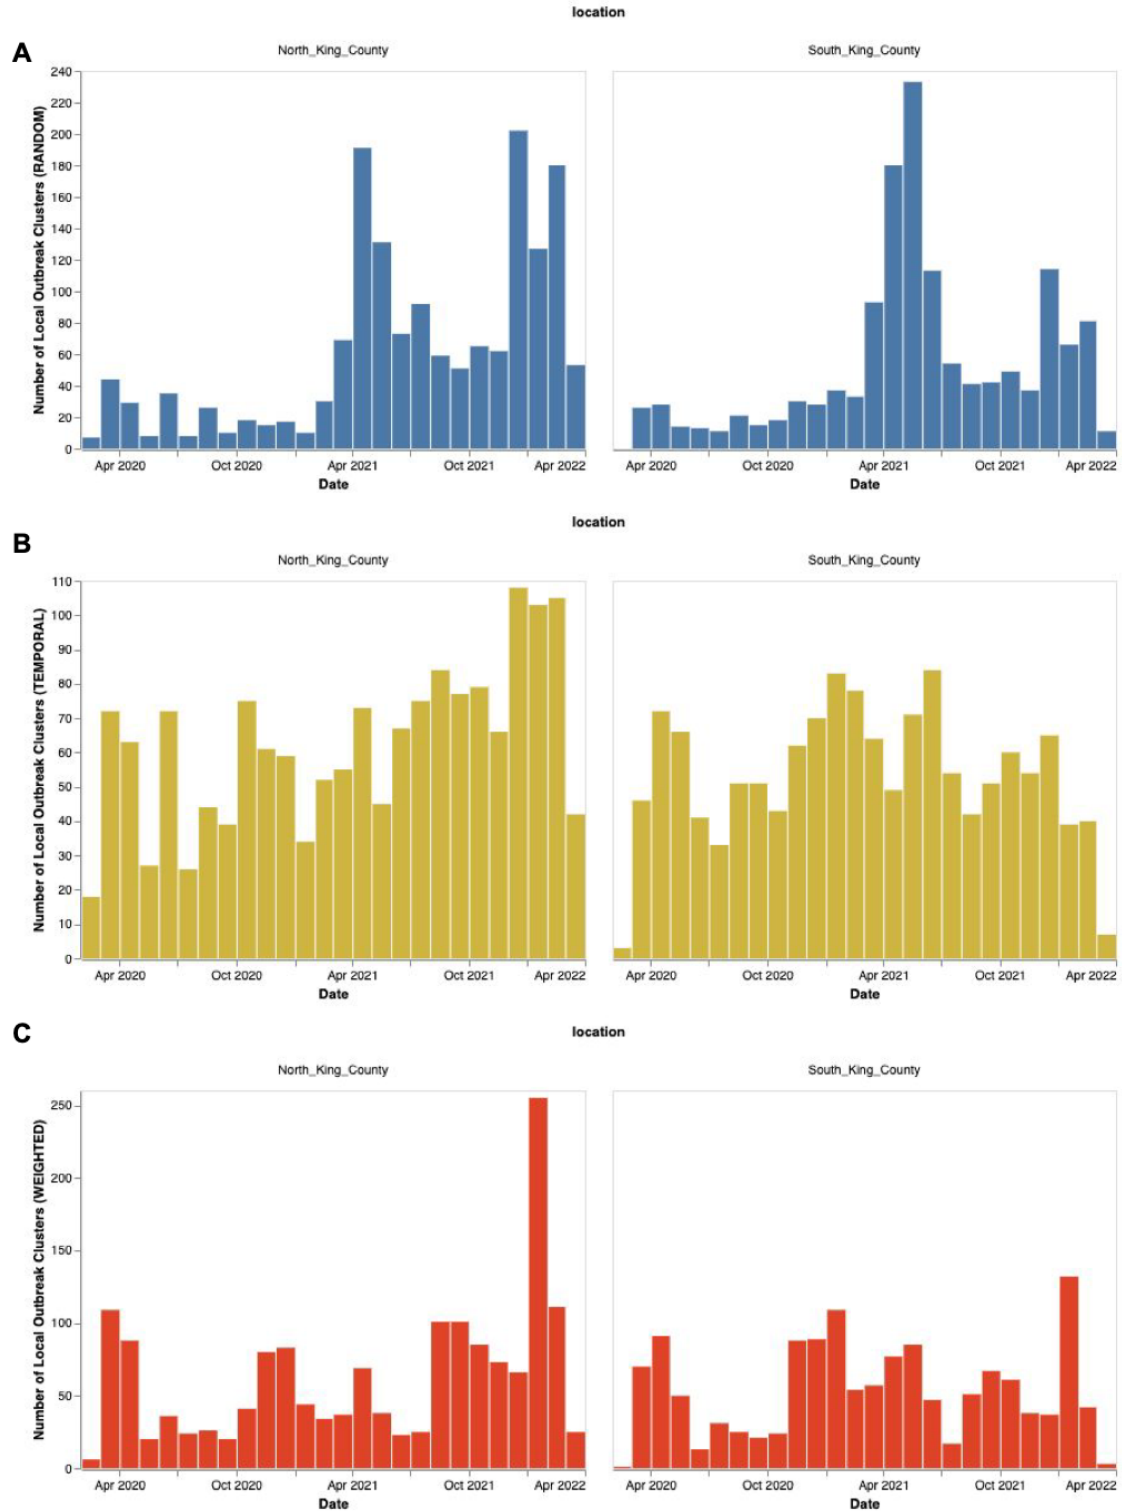 location
A
North_King_County
South_King_County
Number of Local Outbreak Clusters (RANDOM)
240
220
200
180
160
140
120
100
80
60
40
20
0
Apr 2020
Oct 2020
Apr 2021
Oct 2021
Apr 2022
Apr 2020
Oct 2020
Apr 2021
Oct 2021
Apr 2022
Date
Date
location
B
North_King_County
South_King_County
Number of Local Outbreak Clusters (TEMPORAL)
110
100
90
80
70
60
50
40
30
20
10
0
Apr 2020
Oct 2020
Apr 2021
Oct 2021
Apr 2022
Apr 2020
Oct 2020
Apr 2021
Oct 2021
Apr 2022
Date
Date
C
location
North_King_County
South_King_County
Number of Local Outbreak Clusters (WEIGHTED)
250
200
150
100
50
0
Apr 2020
Oct 2020
Apr 2021
Oct 2021
Apr 2022
Apr 2020
Oct 2020
Apr 2021
Oct 2021
Apr 2022
Date
Date